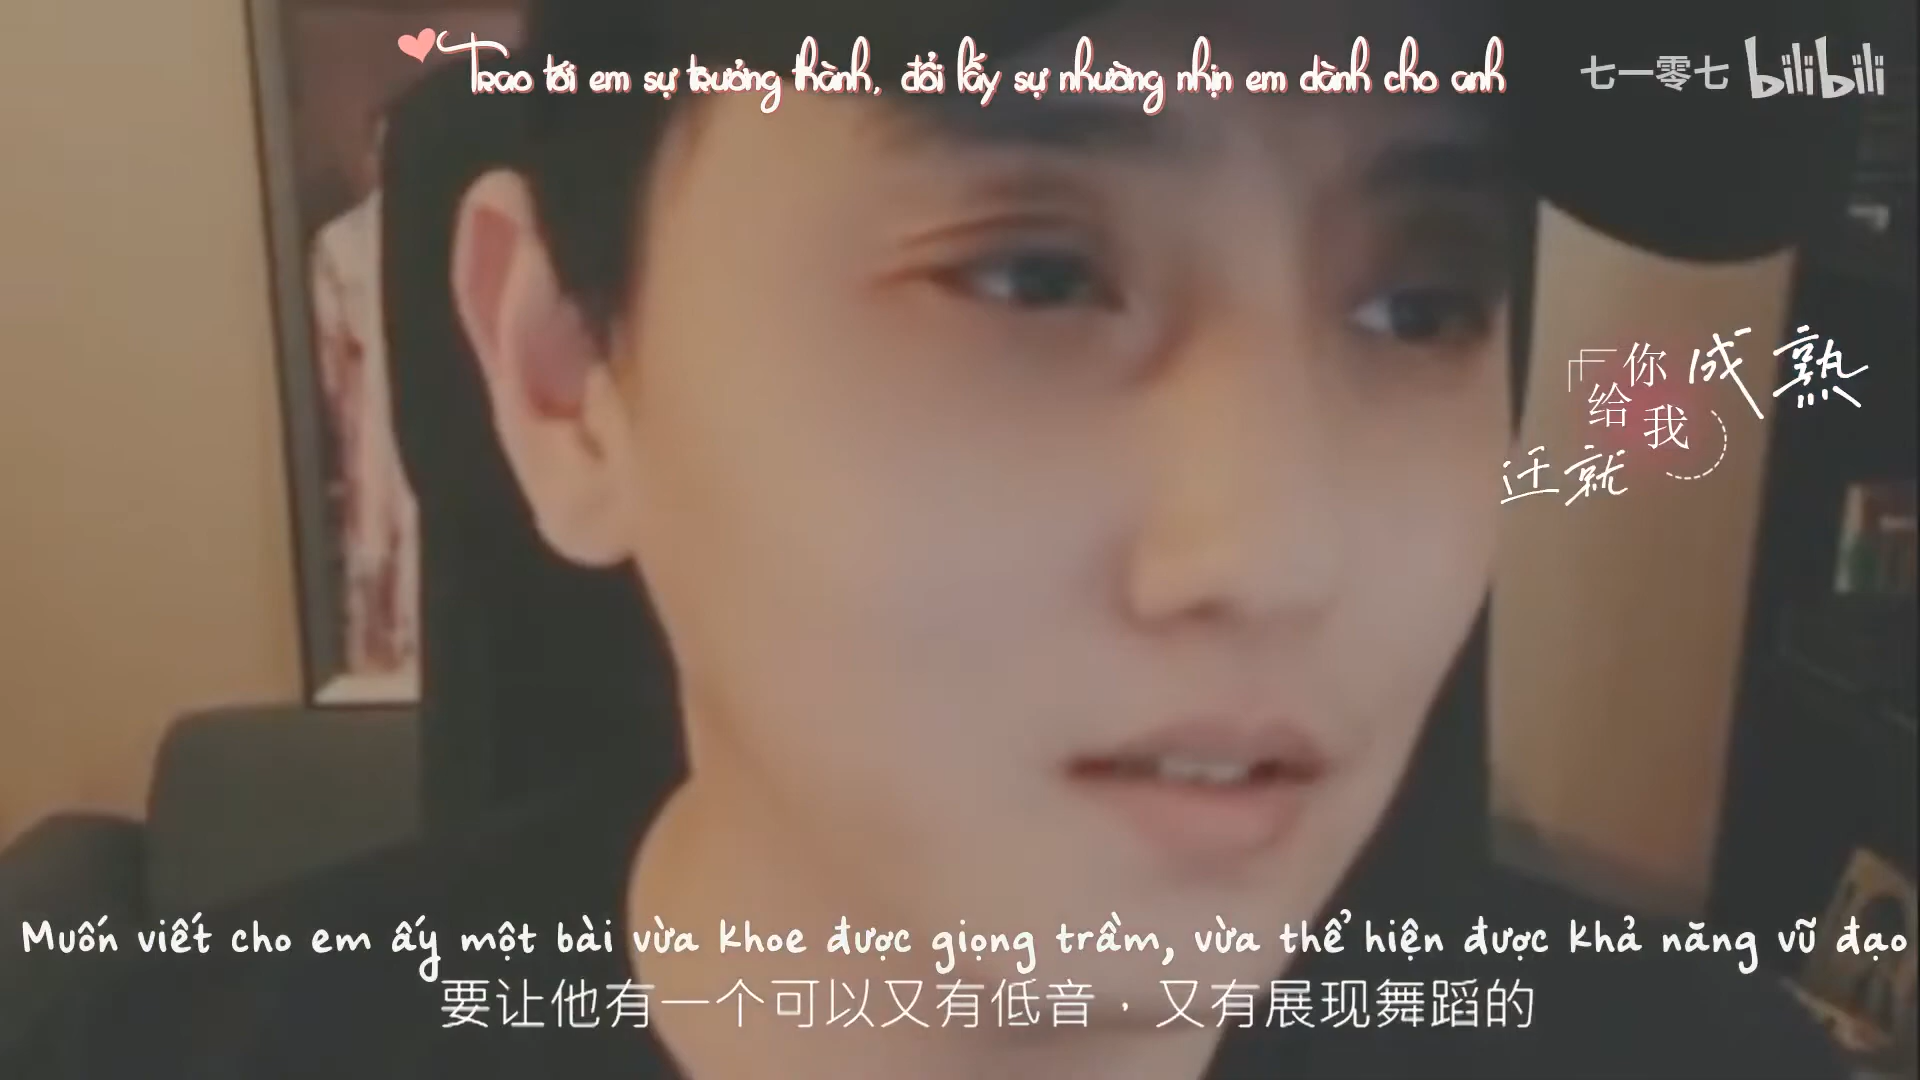 Trao tới em sự trưởng thành, đổi lấy sự nhường nhịn em dành cho anh
七一零七 bilibili
你 成熟
给 我
迁就
Muốn viết cho em ấy một bài vừa khoe được giọng trầm, vừa thể hiện được khả năng vũ đạo
要让他有一个可以又有低音，又有展现舞蹈的